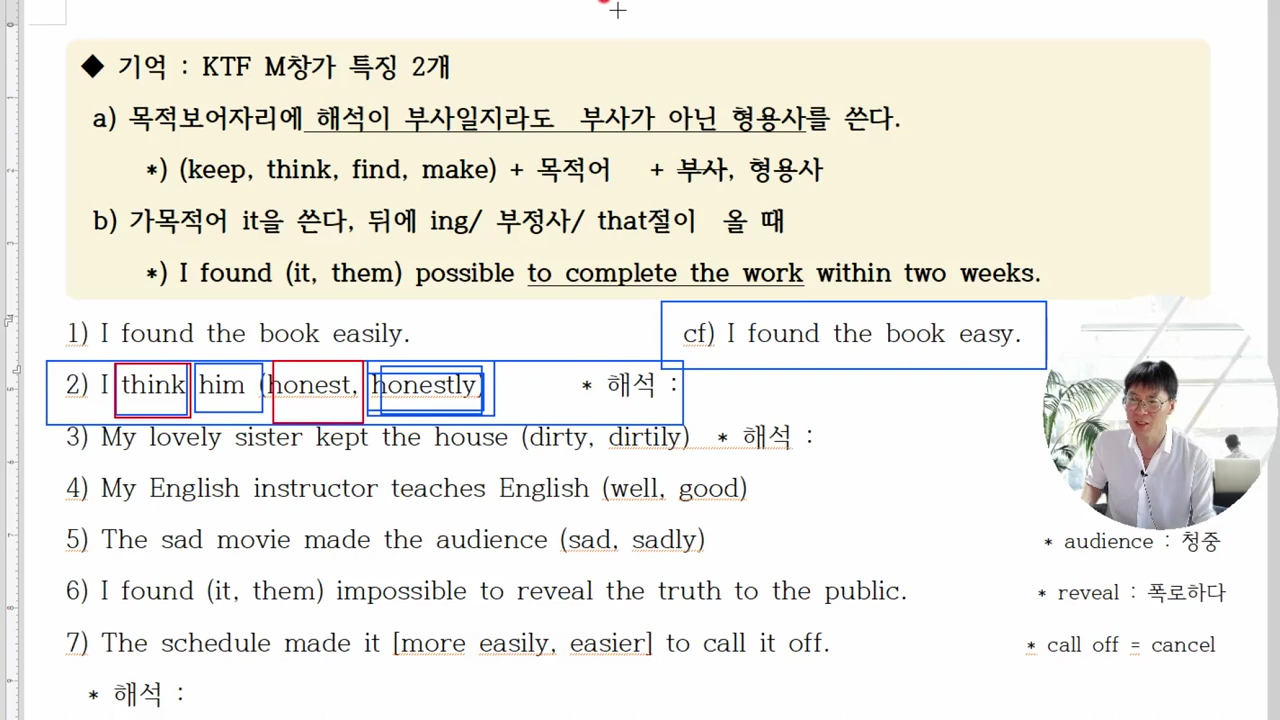 ◆ 기억 : KTF M창가 특징 2개
a) 목적보어자리에 해석이 부사일지라도 부사가 아닌 형용사를 쓴다.
*) (keep, think, find, make) + 목적어 + 부사, 형용사
b) 가목적어 it을 쓴다, 뒤에 ing/ 부정사/ that절이 올 때
*) I found (it, them) possible to complete the work within two weeks.
1) I found the book easily. cf) I found the book easy.
2) I think him (honest, honestly) * 해석 :
3) My lovely sister kept the house (dirty, dirtily) * 해석 :
4) My English instructor teaches English (well, good)
5) The sad movie made the audience (sad, sadly) * audience : 청중
6) I found (it, them) impossible to reveal the truth to the public. * reveal : 폭로하다
7) The schedule made it [more easily, easier] to call it off. * call off = cancel
* 해석 :